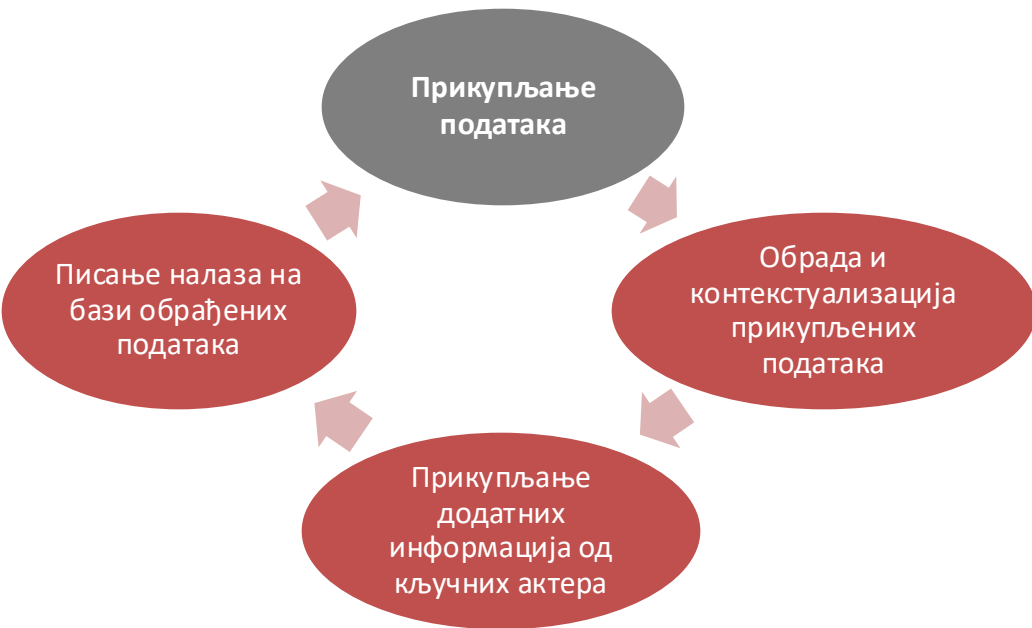 Прикупљање
података
Обрада и
контекстуализација
прикупљених
података
Прикупљање
додатних
информација од
кључних актера
Писање налаза на
бази обрађених
података